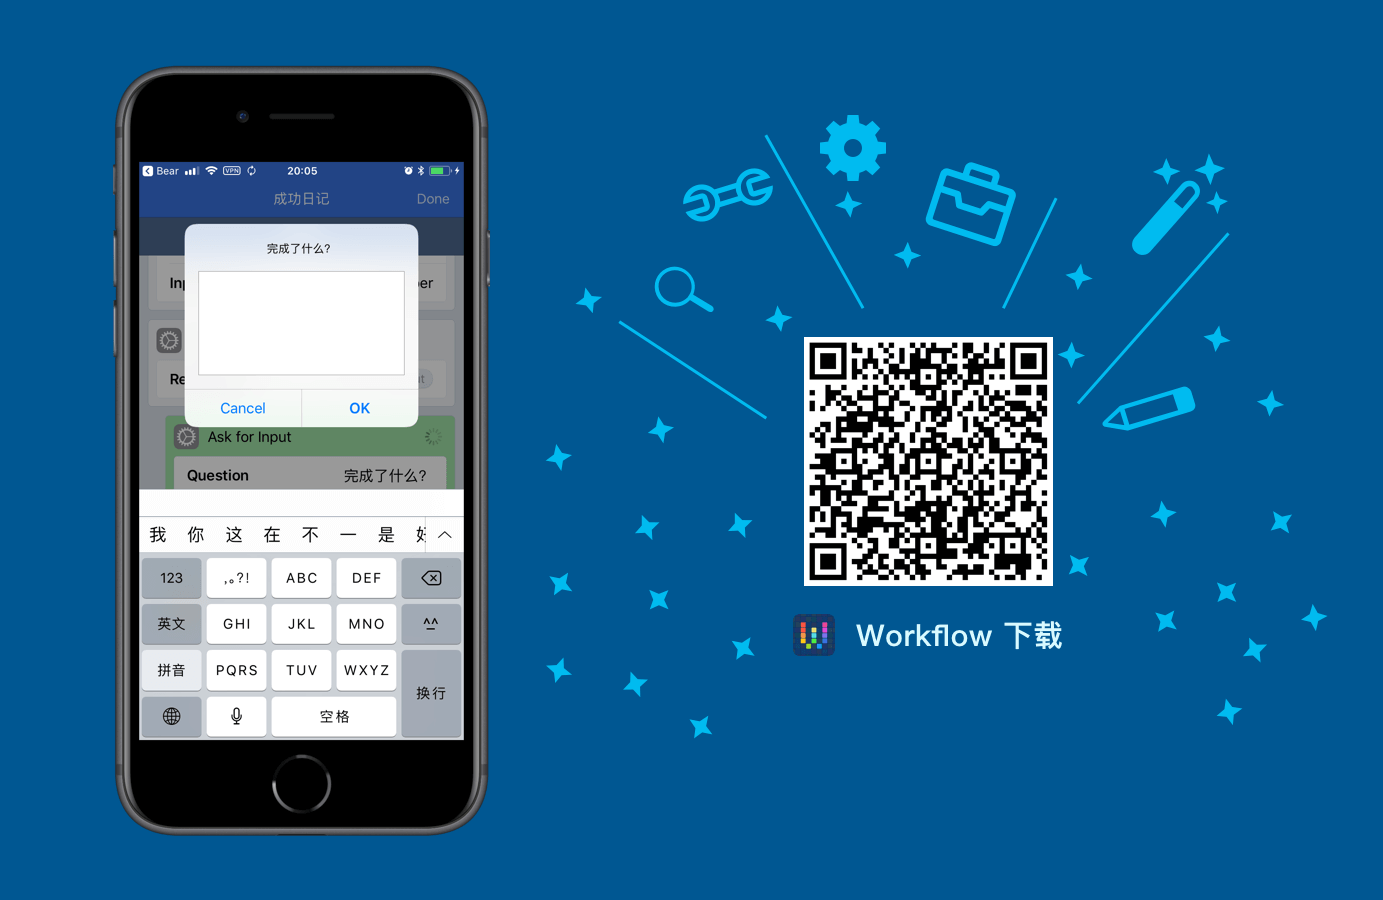 Bear VPN 20:05
成功日记 Done
完成了什么?
Cancel OK
Ask for Input
Question 完成了什么?
我 你 这 在 不 一 是
123 ,。?! ABC DEF
英文 GHI JKL MNO ^^
拼音 PQRS TUV WXYZ
换行
空格
Workflow 下载